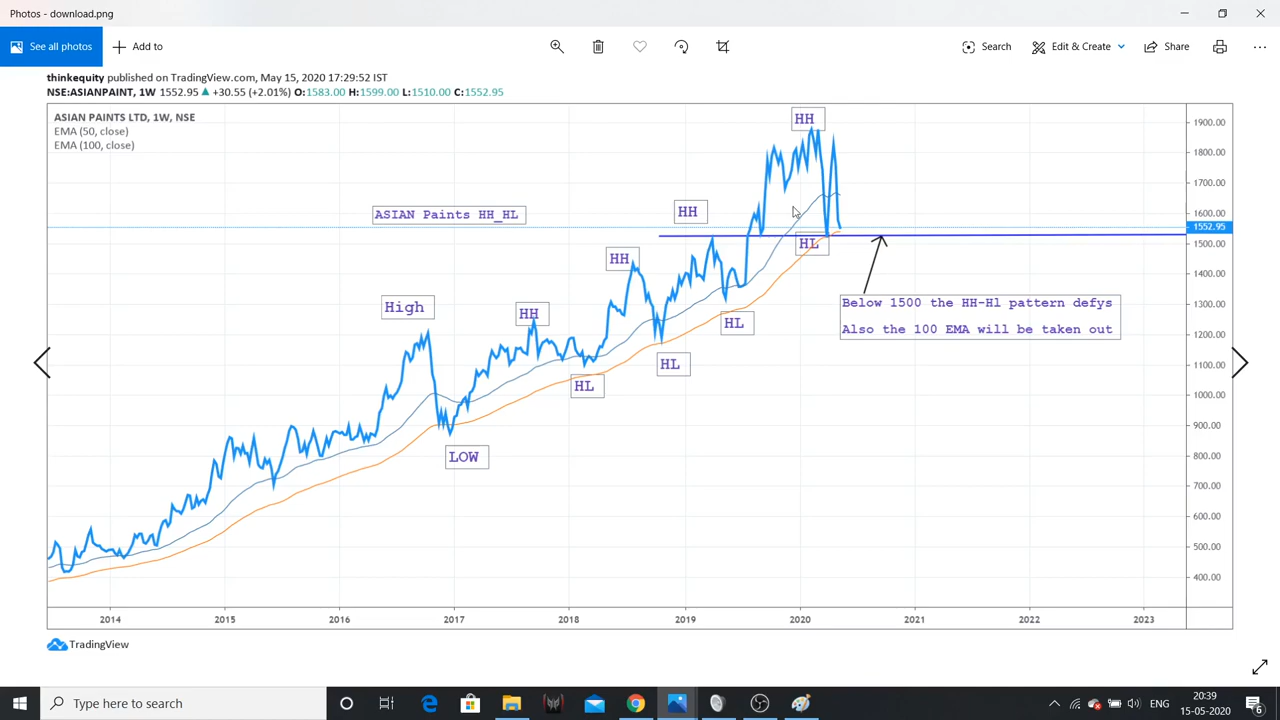 Photos - download.png
See all photos
Add to
Search
Edit & Create
Share
thinkequity published on TradingView.com, May 15, 2020 17:29:52 IST
NSE:ASIANPAINT, 1W 1552.95 ▲ +30.55 (+2.01%) O:1583.00 H:1599.00 L:1510.00 C:1552.95
ASIAN PAINTS LTD, 1W, NSE
EMA (50, close)
EMA (100, close)
HH
1900.00
1800.00
1700.00
HH
ASIAN Paints HH_HL
1600.00
1552.95
HL
1500.00
HH
1400.00
High
HH
Below 1500 the HH-Hl pattern defys
Also the 100 EMA will be taken out
1300.00
HL
1200.00
HL
1100.00
HL
1000.00
900.00
LOW
800.00
700.00
600.00
500.00
400.00
2014 2015 2016 2017 2018 2019 2020 2021 2022 2023
TradingView
Type here to search
ENG
20:39
15-05-2020
6